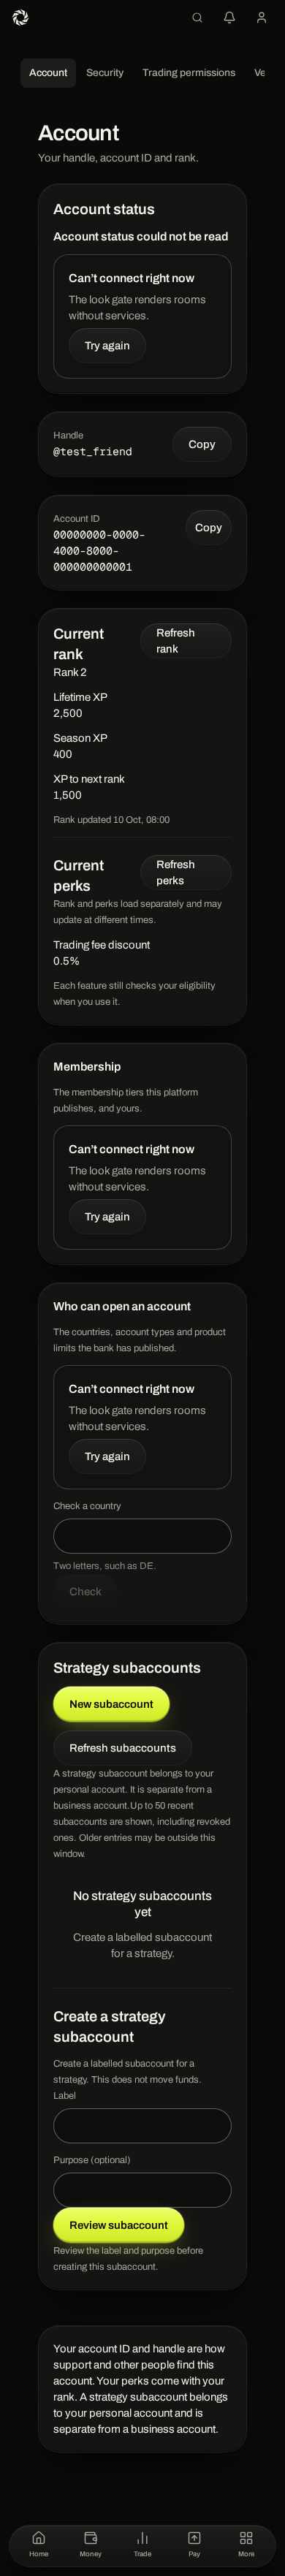 Account
Security
Trading permissions
Ve
Account
Your handle, account ID and rank.
Account status
Account status could not be read
Can't connect right now
The look gate renders rooms
without services.
Try again
Handle
@test_friend
Copy
Account ID
00000000-0000-
4000-8000-
000000000001
Copy
Current
rank
Refresh
rank
Rank 2
Lifetime XP
2,500
Season XP
400
XP to next rank
1,500
Rank updated 10 Oct, 08:00
Current
perks
Refresh
perks
Rank and perks load separately and may
update at different times.
Trading fee discount
0.5%
Each feature still checks your eligibility
when you use it.
Membership
The membership tiers this platform
publishes, and yours.
Can't connect right now
The look gate renders rooms
without services.
Try again
Who can open an account
The countries, account types and product
limits the bank has published.
Can't connect right now
The look gate renders rooms
without services.
Try again
Check a country
Two letters, such as DE.
Check
Strategy subaccounts
New subaccount
Refresh subaccounts
A strategy subaccount belongs to your
personal account. It is separate from a
business account.Up to 50 recent
subaccounts are shown, including revoked
ones. Older entries may be outside this
window.
No strategy subaccounts
yet
Create a labelled subaccount
for a strategy.
Create a strategy
subaccount
Create a labelled subaccount for a
strategy. This does not move funds.
Label
Purpose (optional)
Review subaccount
Review the label and purpose before
creating this subaccount.
Your account ID and handle are how
support and other people find this
account. Your perks come with your
rank. A strategy subaccount belongs
to your personal account and is
separate from a business account.
Home
Money
Trade
Pay
More